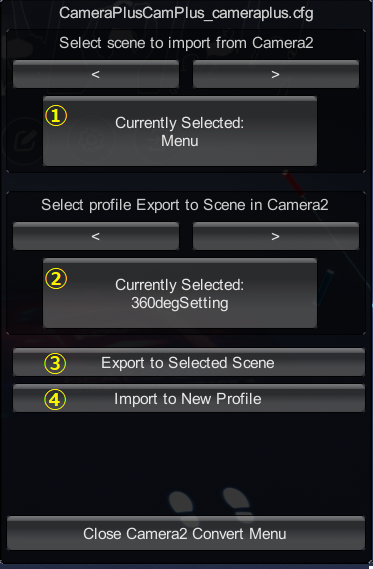 CameraPlusCamPlus_cameraplus.cfg
Select scene to import from Camera2
< >
①
Currently Selected:
Menu
Select profile Export to Scene in Camera2
< >
②
Currently Selected:
360degSetting
③ Export to Selected Scene
④ Import to New Profile
Close Camera2 Convert Menu